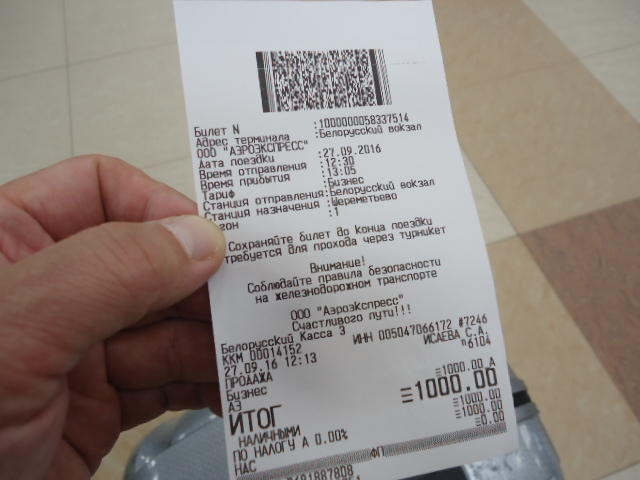 Билет N :1000000058337514
Адрес терминала :Белорусский вокзал
ООО "АЭРОЭКСПРЕСС"
Дата поездки :27.09.2016
Время отправления :12:30
Время прибытия :13:05
Тариф :Бизнес
Станция отправления:Белорусский вокзал
Станция назначения :Шереметьево
:1
Сохраняйте билет до конца поездки
требуется для прохода через турникет
Внимание!
Соблюдайте правила безопасности
на железнодорожном транспорте
ООО "Аэроэкспресс"
Счастливого пути!!!
Белорусский Касса 3
ККМ 00014152 ИНН 005047066172 #7246
27.09.16 12:13 ИСАЕВА С.А.
ПРОДАЖА п6104
Бизнес ≡1000.00 А
АЭ
ИТОГ ≡1000.00
НАЛИЧНЫМИ ≡1000.00
ПО НАЛОГУ А 0.00% ≡1000.00
НДС ≡0.00
ФП